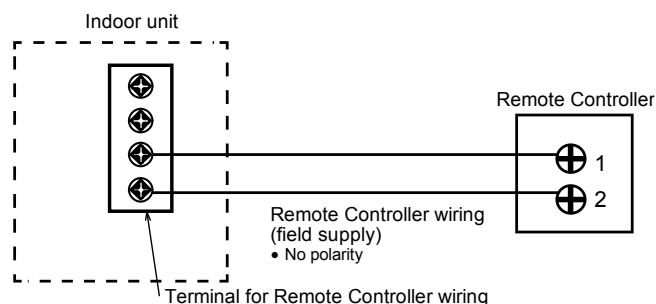 Indoor unit
Remote Controller
1
2
Remote Controller wiring
(field supply)
• No polarity
Terminal for Remote Controller wiring